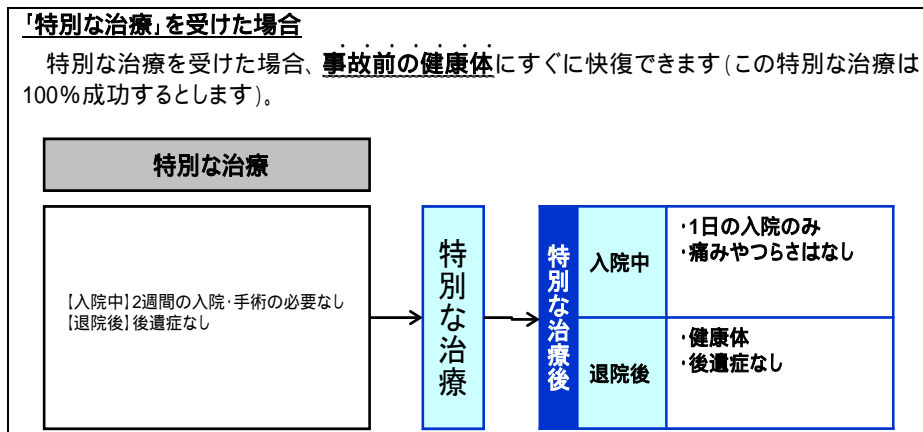 「特別な治療」を受けた場合
特別な治療を受けた場合、事故前の健康体にすぐに快復できます(この特別な治療は
100%成功するとします)。
特別な治療
【入院中】2週間の入院・手術の必要なし
【退院後】後遺症なし
特別な治療
特別な治療後
入院中
・1日の入院のみ
・痛みやつらさはなし
退院後
・健康体
・後遺症なし